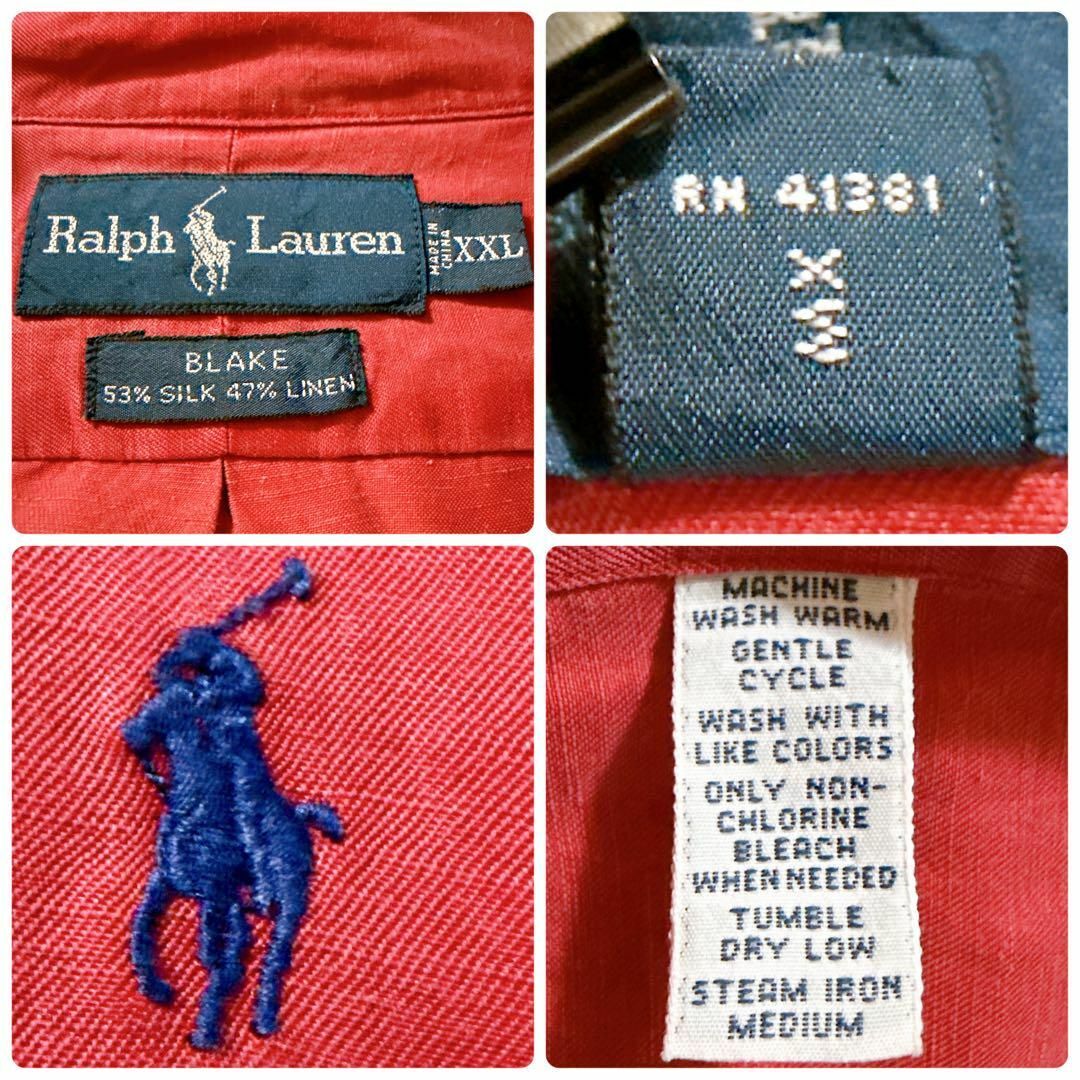 Ralph Lauren
MADE IN
CHINA
XXL
BLAKE
53% SILK 47% LINEN
RN 41381
WX
MACHINE
WASH WARM
GENTLE
CYCLE
WASH WITH
LIKE COLORS
ONLY NON-
CHLORINE
BLEACH
WHEN NEEDED
TUMBLE
DRY LOW
STEAM IRON
MEDIUM